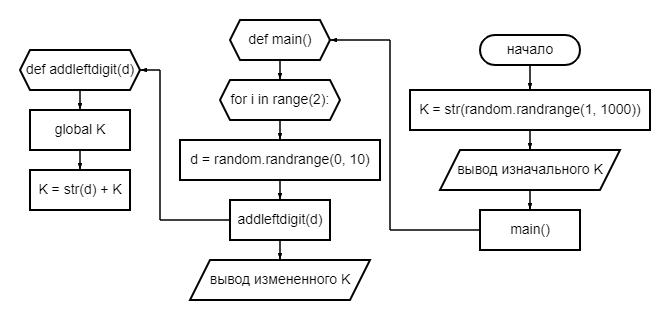 def addleftdigit(d)
global K
K = str(d) + K
def main()
for i in range(2):
d = random.randrange(0, 10)
addleftdigit(d)
вывод измененного K
начало
K = str(random.randrange(1, 1000))
вывод изначального K
main()